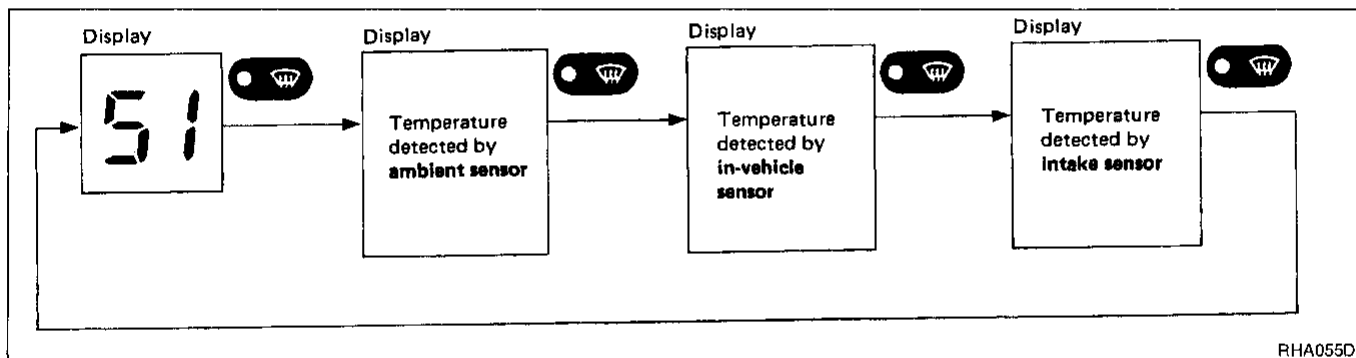 Display
51
Display
Temperature
detected by
ambient sensor
Display
Temperature
detected by
in-vehicle
sensor
Display
Temperature
detected by
intake sensor
RHA055D